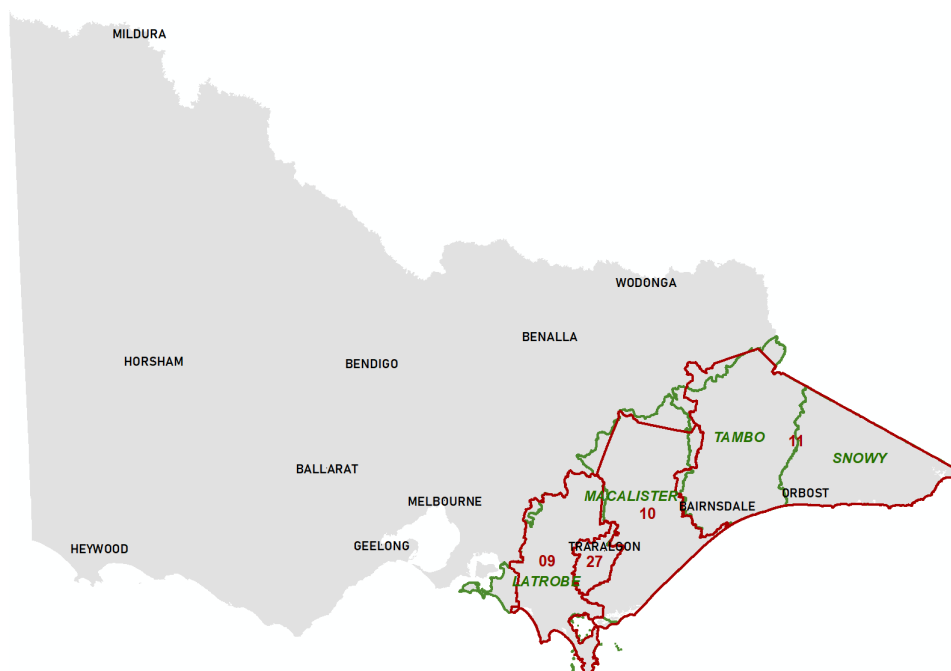 MILDURA
WODONGA
BENALLA
HORSHAM
BENDIGO
TAMBO
11
SNOWY
BALLARAT
MELBOURNE
MACALISTER
ORBOST
BAIRNSDALE
10
HEYWOOD
GEELONG
TRARALGON
09
27
LATROBE